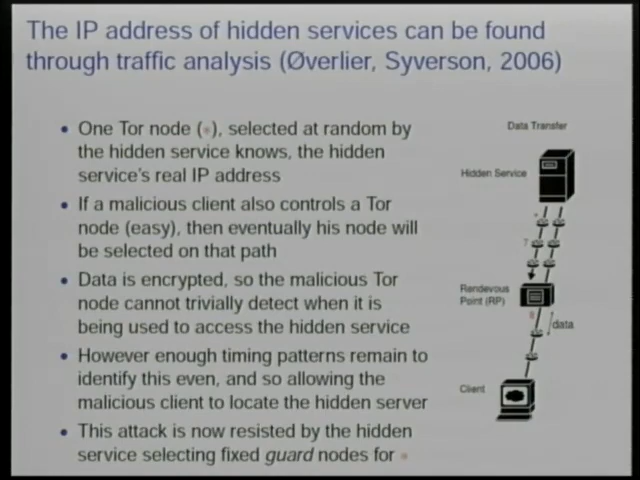 The IP address of hidden services can be found
through traffic analysis (Øverlier, Syverson, 2006)
• One Tor node (*), selected at random by
the hidden service knows, the hidden
service's real IP address
• If a malicious client also controls a Tor
node (easy), then eventually his node will
be selected on that path
• Data is encrypted, so the malicious Tor
node cannot trivially detect when it is
being used to access the hidden service
• However enough timing patterns remain to
identify this even, and so allowing the
malicious client to locate the hidden server
• This attack is now resisted by the hidden
service selecting fixed guard nodes for *
Data Transfer
Hidden Service
*
7
Rendevous
Point (RP)
8
data
Client